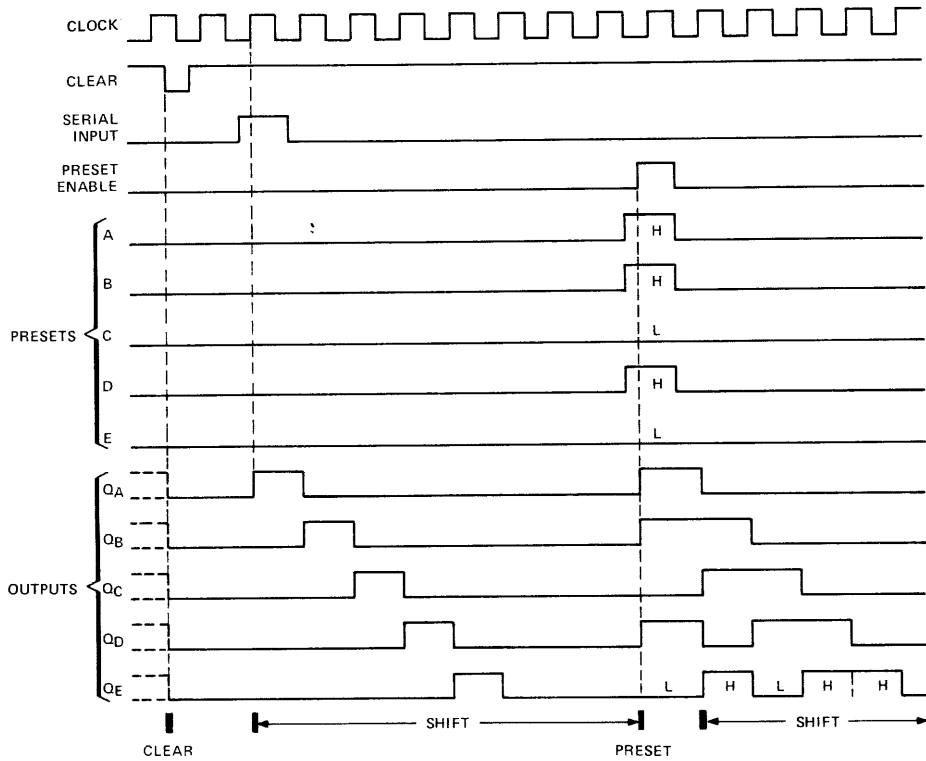 CLOCK
CLEAR
SERIAL
INPUT
PRESET
ENABLE
A H
B H
PRESETS C L
D H
E L
QA
QB
OUTPUTS QC
QD
QE L H L H H
SHIFT SHIFT
CLEAR PRESET